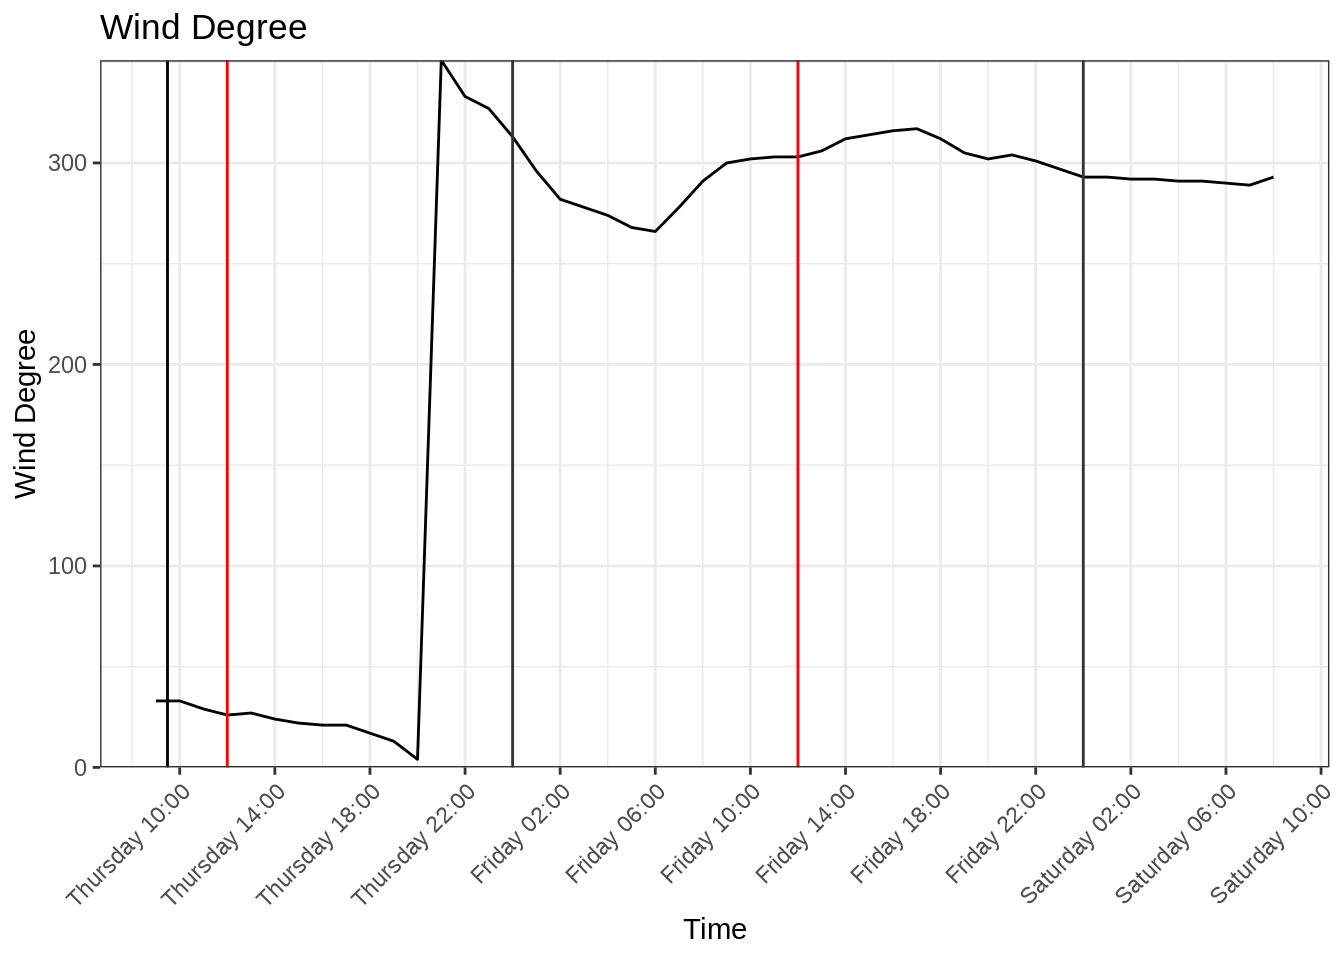 Wind Degree
Wind Degree
300
200
100
0
Thursday 10:00
Thursday 14:00
Thursday 18:00
Thursday 22:00
Friday 02:00
Friday 06:00
Friday 10:00
Friday 14:00
Friday 18:00
Friday 22:00
Saturday 02:00
Saturday 06:00
Saturday 10:00
Time